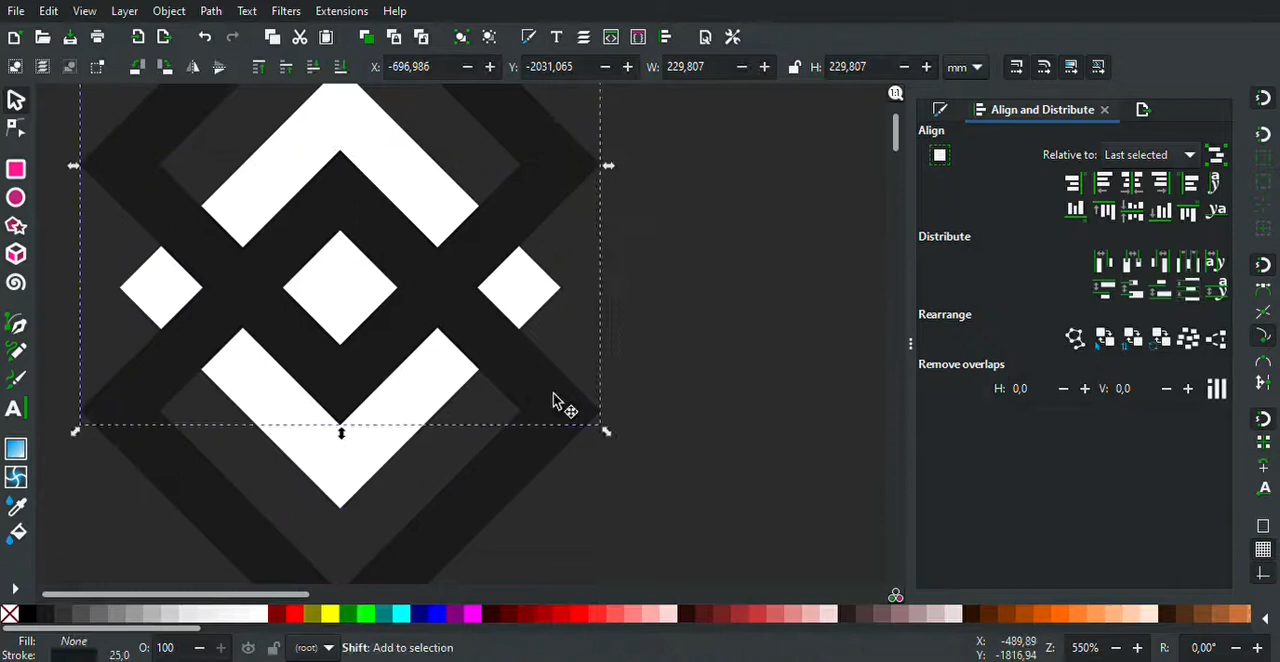 File Edit View Layer Object Path Text Filters Extensions Help
X: -696,986 Y: -2031,065 W: 229,807 H: 229,807 mm
1:1
Align and Distribute
Align
Relative to: Last selected
Distribute
Rearrange
Remove overlaps
H: 0,0 V: 0,0
Fill: None
Stroke: 25,0
O: 100
(root)
Shift: Add to selection
X: -489,89
Y: -1816,94
Z: 550%
R: 0,00°